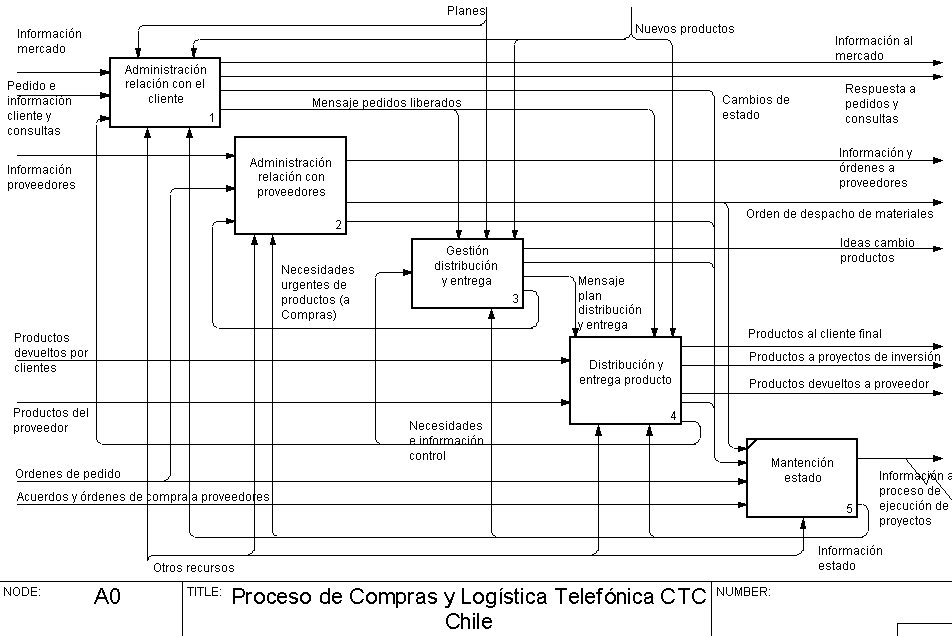 Planes
Nuevos productos
Información
mercado
Información al
mercado
Administración
relación con el
cliente
1
Pedido e
información
cliente y
consultas
Respuesta a
pedidos y
consultas
Mensaje pedidos liberados
Cambios de
estado
Información
proveedores
Administración
relación con
proveedores
2
Información y
órdenes a
proveedores
Orden de despacho de materiales
Ideas cambio
productos
Gestión
distribución
y entrega
3
Necesidades
urgentes de
productos (a
Compras)
Mensaje
plan
distribución
y entrega
Productos
devueltos por
clientes
Productos al cliente final
Productos a proyectos de inversión
Productos devueltos a proveedor
Distribución y
entrega producto
4
Productos del
proveedor
Necesidades
e información
control
Ordenes de pedido
Acuerdos y órdenes de compra a proveedores
Mantención
estado
5
Información a
proceso de
ejecución de
proyectos
Información
estado
Otros recursos
NODE:
A0
TITLE:
Proceso de Compras y Logística Telefónica CTC
Chile
NUMBER: